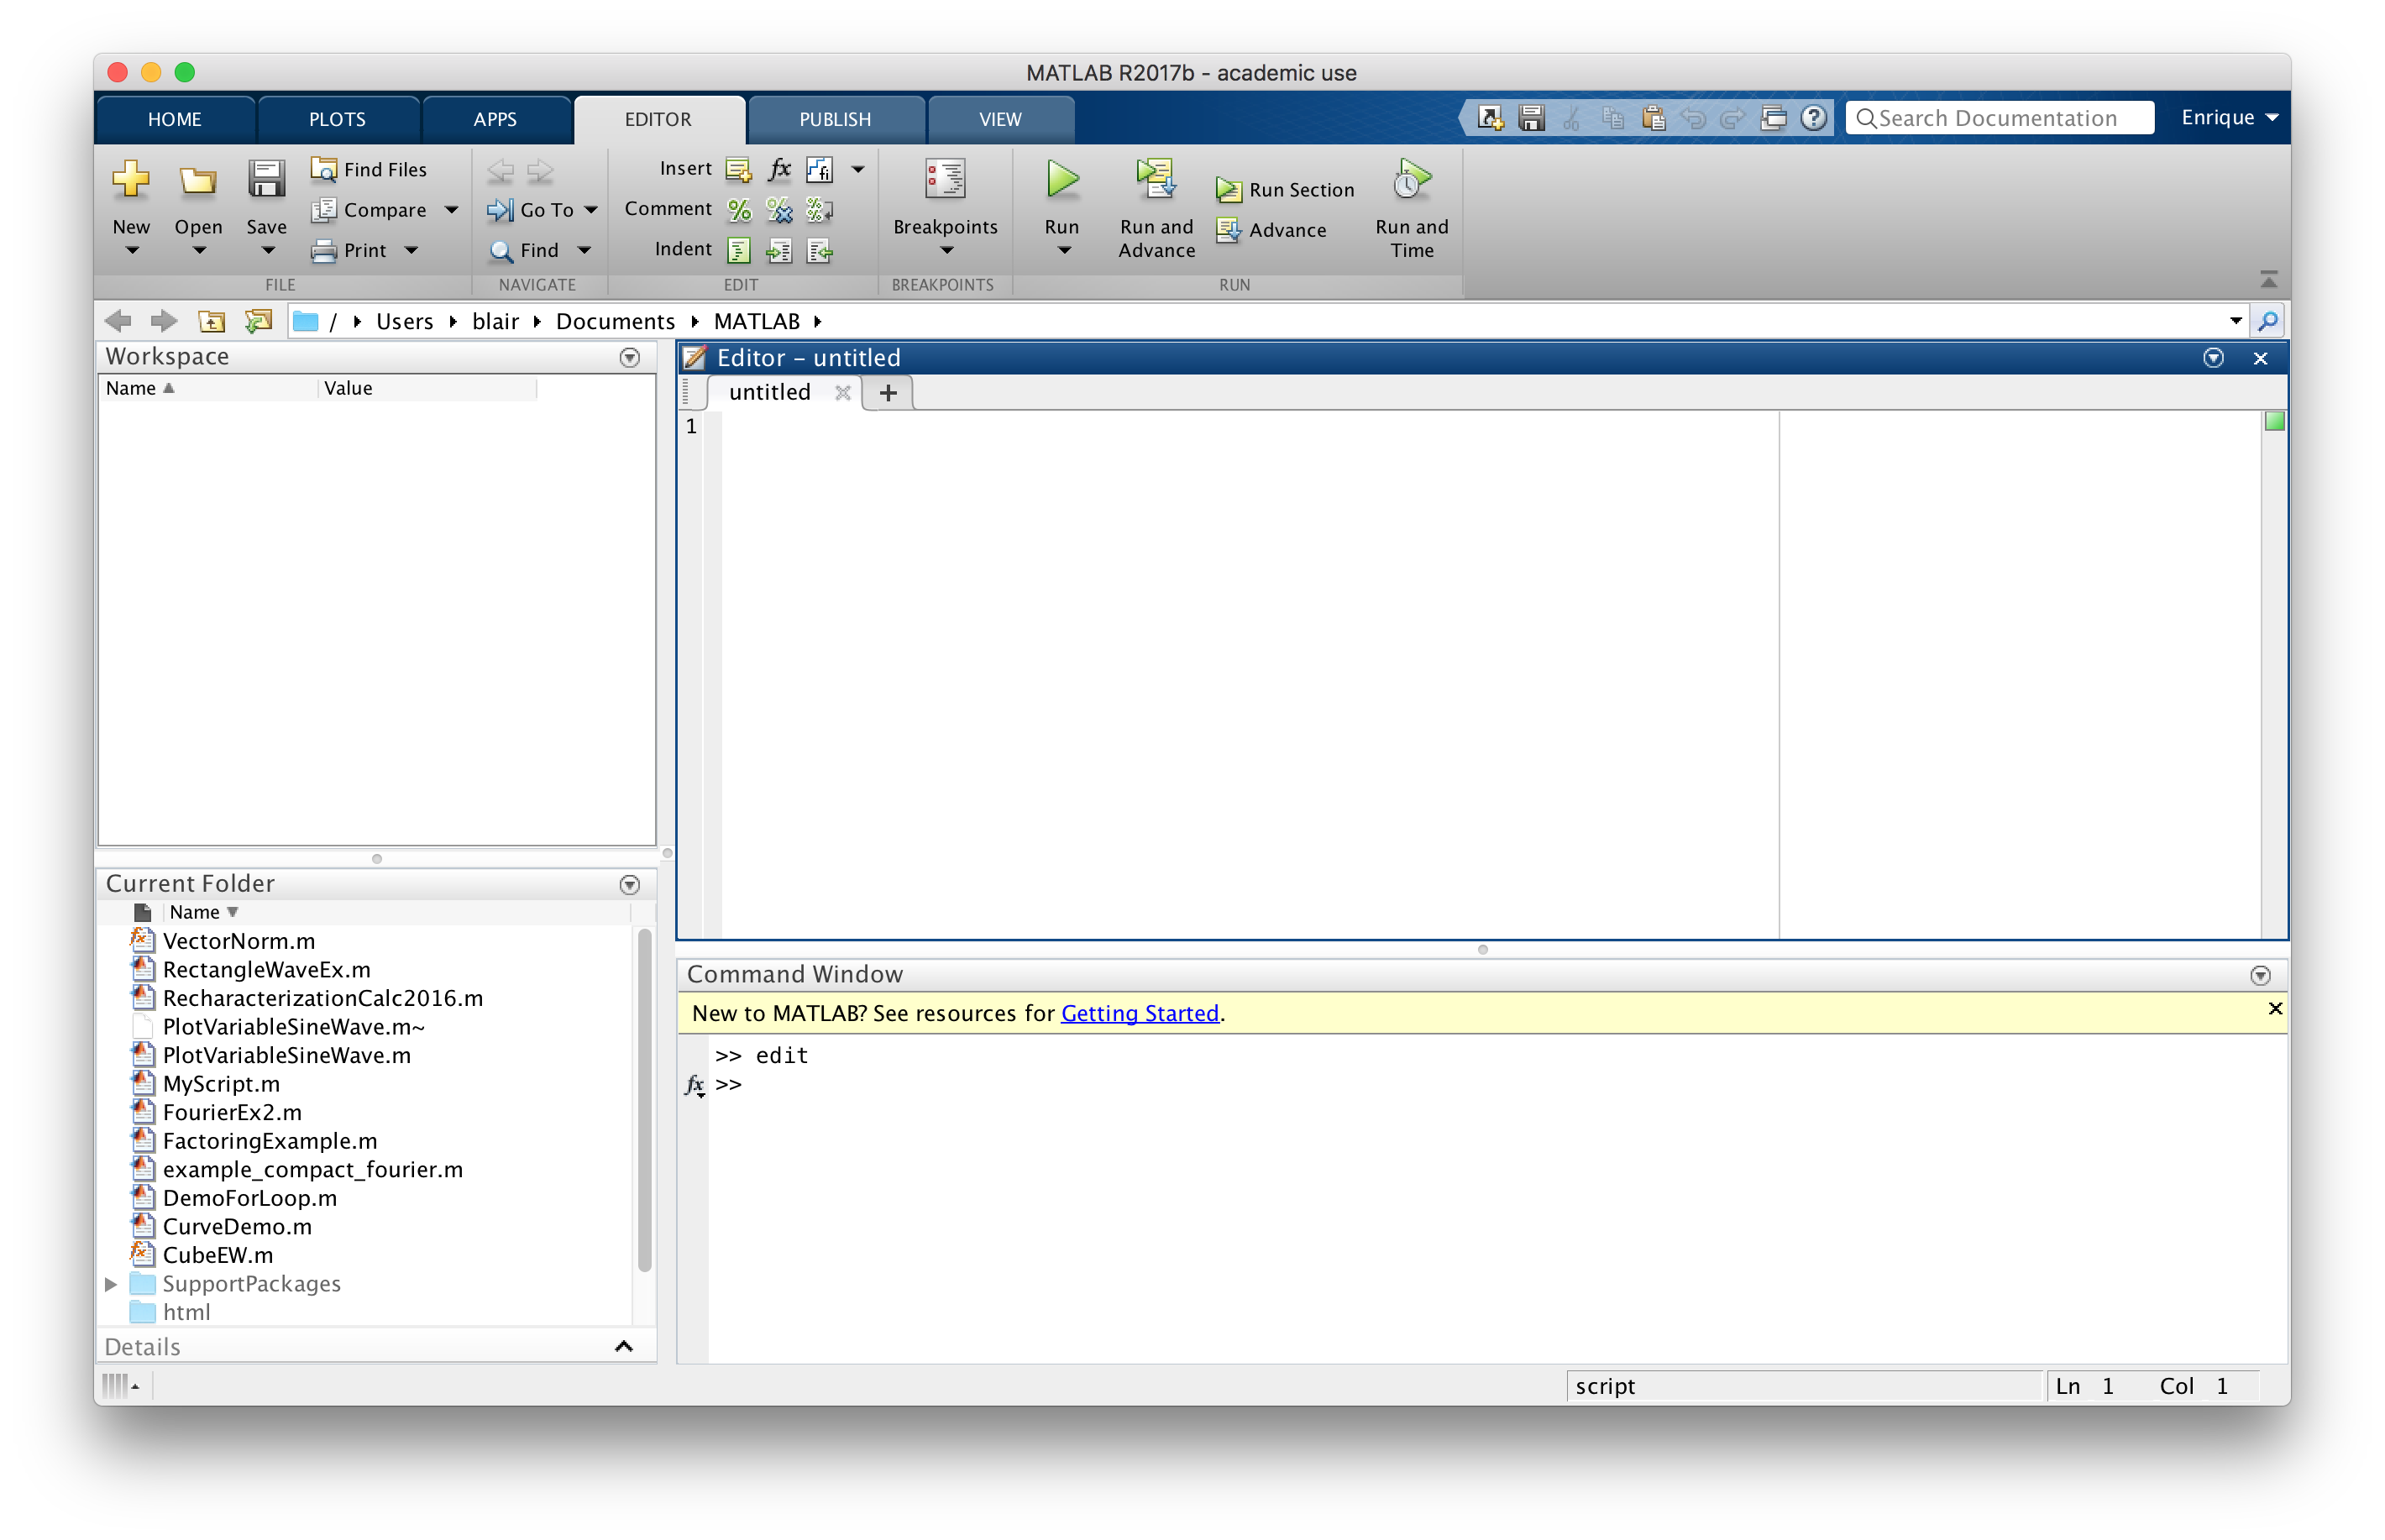 MATLAB R2017b - academic use
HOME PLOTS APPS EDITOR PUBLISH VIEW Search Documentation Enrique
New Open Save Find Files Compare Print
FILE
Go To Find
NAVIGATE
Insert fx fi
Comment % % %
Indent
EDIT
Breakpoints
BREAKPOINTS
Run Run and Advance Run Section Advance Run and Time
RUN
/ Users blair Documents MATLAB
Workspace
Name Value
Editor – untitled
untitled +
1
Current Folder
Name
VectorNorm.m
RectangleWaveEx.m
RecharacterizationCalc2016.m
PlotVariableSineWave.m~
PlotVariableSineWave.m
MyScript.m
FourierEx2.m
FactoringExample.m
example_compact_fourier.m
DemoForLoop.m
CurveDemo.m
CubeEW.m
SupportPackages
html
Details
Command Window
New to MATLAB? See resources for Getting Started.
>> edit
fx >>
script Ln 1 Col 1